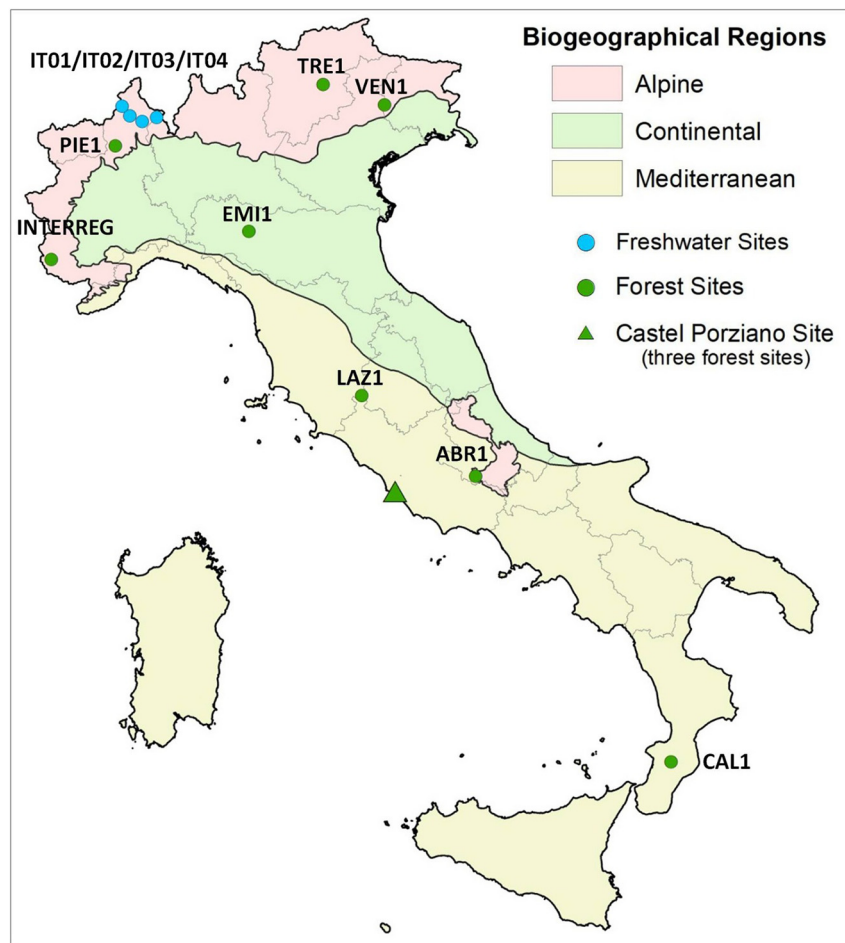 Biogeographical Regions
Alpine
Continental
Mediterranean
Freshwater Sites
Forest Sites
Castel Porziano Site
(three forest sites)
IT01/IT02/IT03/IT04
TRE1
VEN1
PIE1
INTERREG
EMI1
LAZ1
ABR1
CAL1